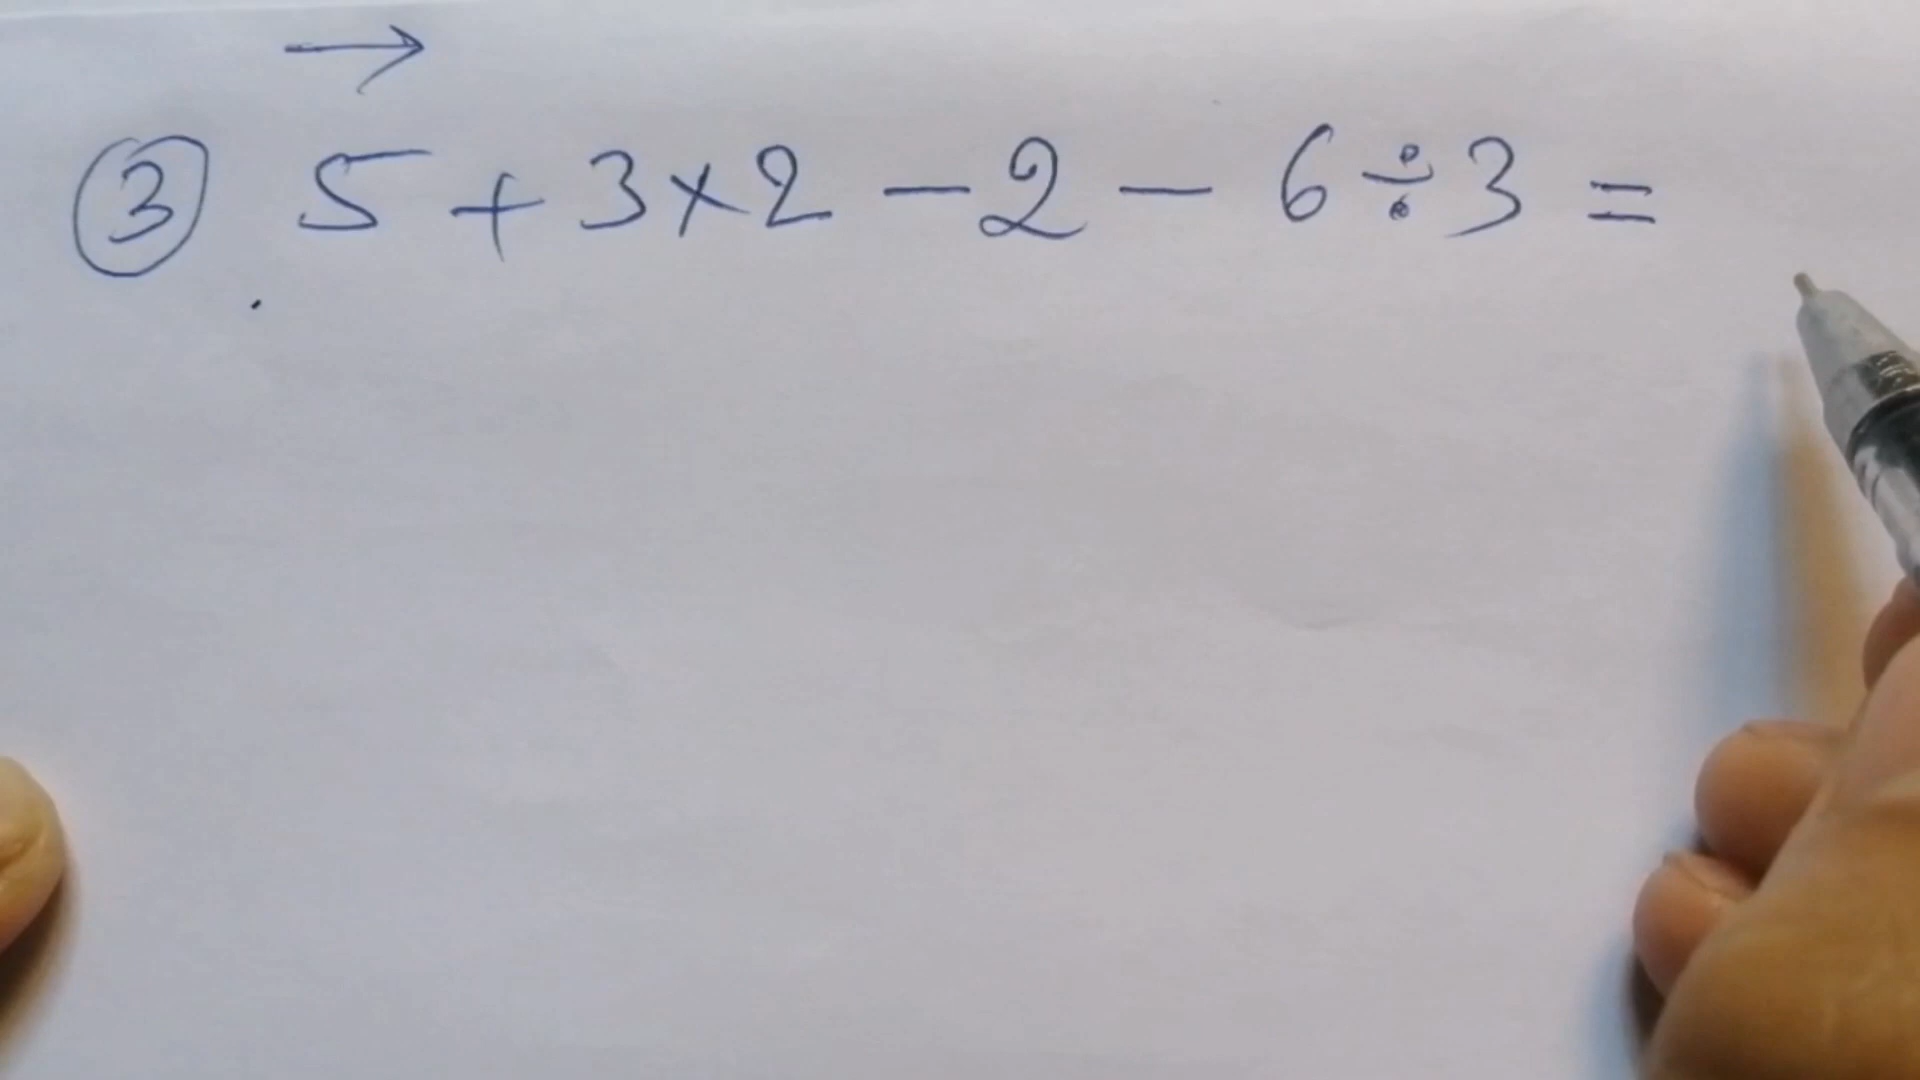 →
③ 5 + 3 × 2 - 2 - 6 ÷ 3 =